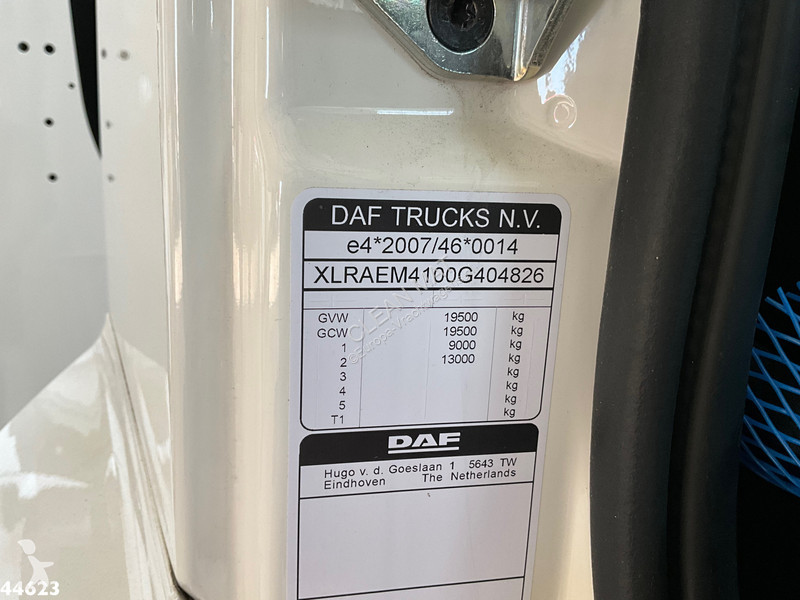 DAF TRUCKS N.V.
e4*2007/46*0014
XLRAEM4100G404826
GVW 19500 kg
GCW 19500 kg
1 9000 kg
2 13000 kg
3 kg
4 kg
5 kg
T1 kg
DAF
Hugo v. d. Goeslaan 1 5643 TW
Eindhoven The Netherlands
44623